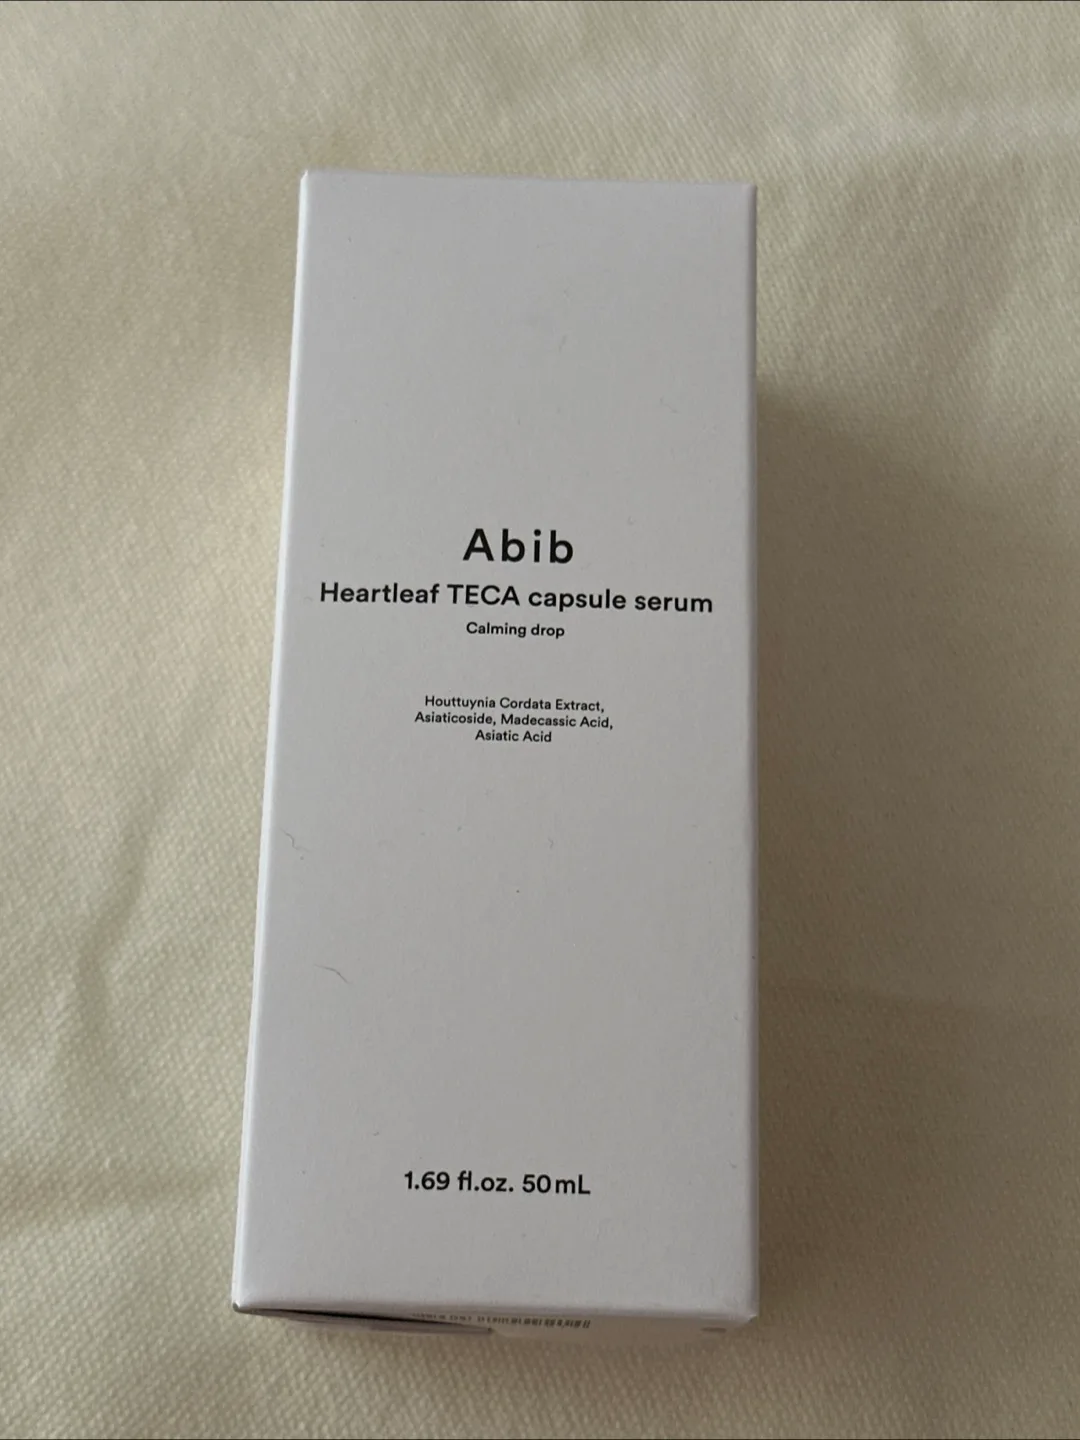 Abib
Heartleaf TECA capsule serum
Calming drop
Houttuynia Cordata Extract,
Asiaticoside, Madecassic Acid,
Asiatic Acid
1.69 fl.oz. 50mL